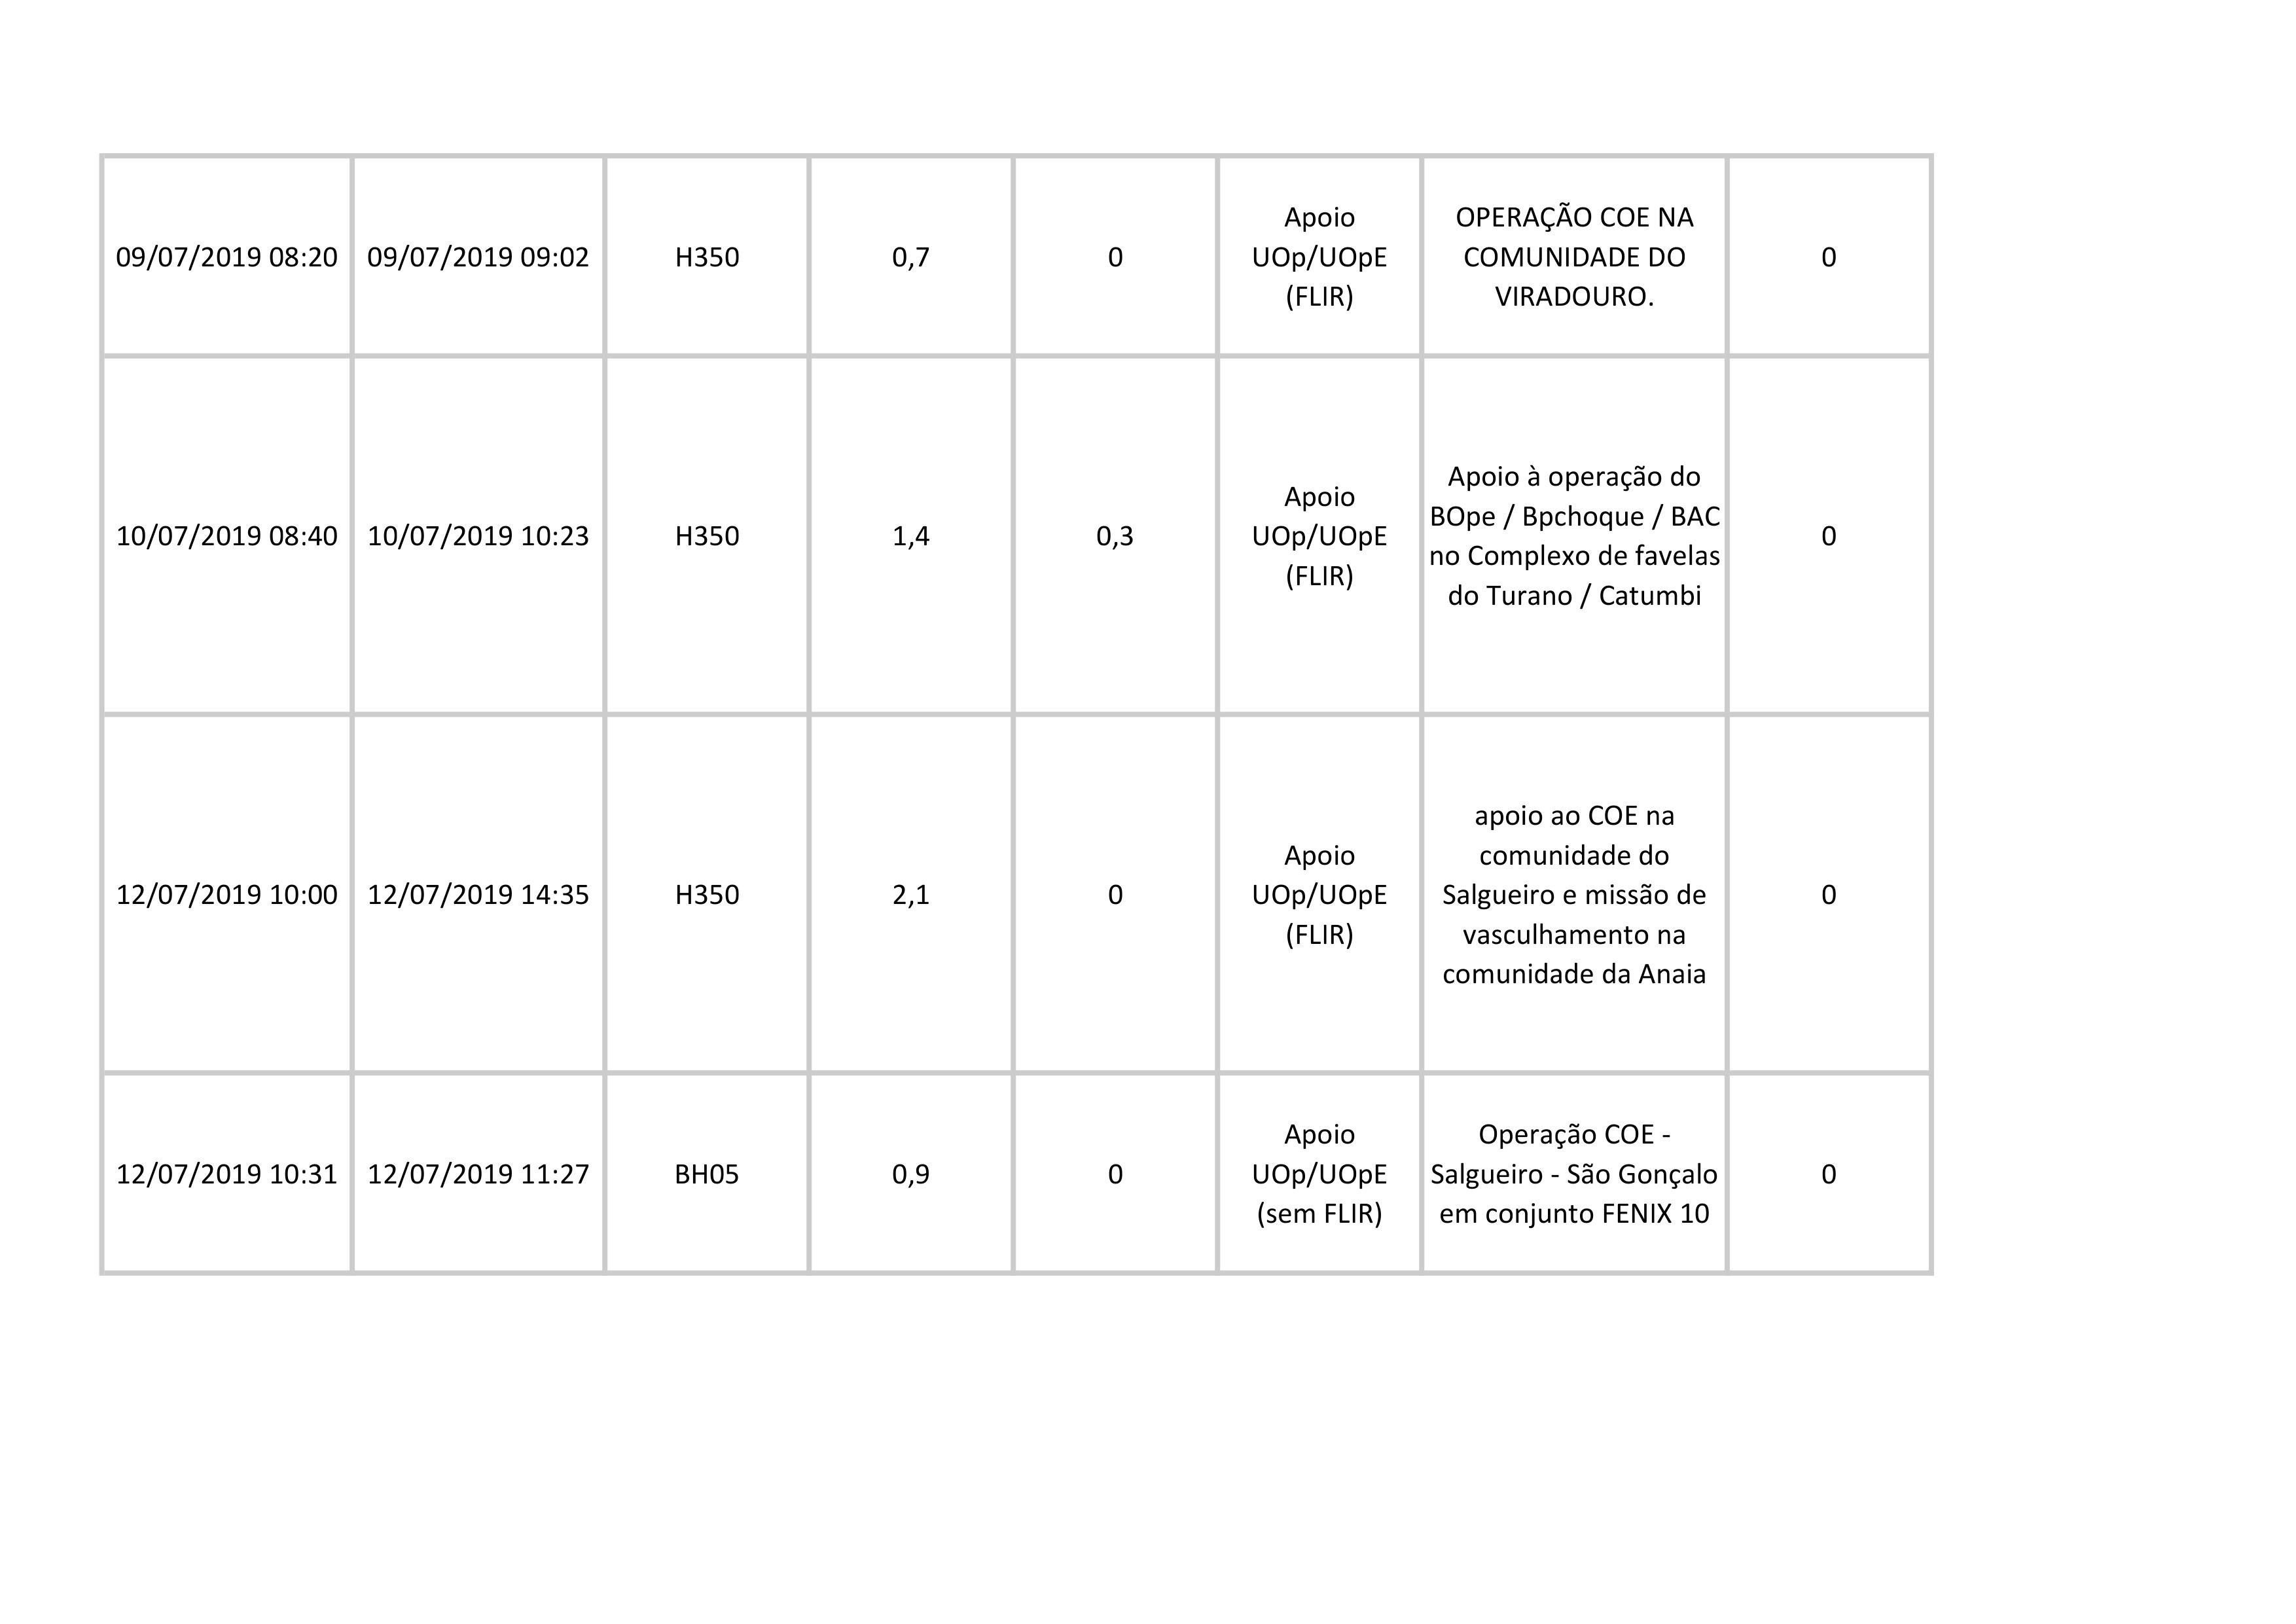 09/07/2019 08:20 09/07/2019 09:02 H350 0,7 0 Apoio UOp/UOpE (FLIR) OPERAÇÃO COE NA COMUNIDADE DO VIRADOURO. 0
10/07/2019 08:40 10/07/2019 10:23 H350 1,4 0,3 Apoio UOp/UOpE (FLIR) Apoio à operação do BOpe / Bpchoque / BAC no Complexo de favelas do Turano / Catumbi 0
12/07/2019 10:00 12/07/2019 14:35 H350 2,1 0 Apoio UOp/UOpE (FLIR) apoio ao COE na comunidade do Salgueiro e missão de vasculhamento na comunidade da Anaia 0
12/07/2019 10:31 12/07/2019 11:27 BH05 0,9 0 Apoio UOp/UOpE (sem FLIR) Operação COE - Salgueiro - São Gonçalo em conjunto FENIX 10 0